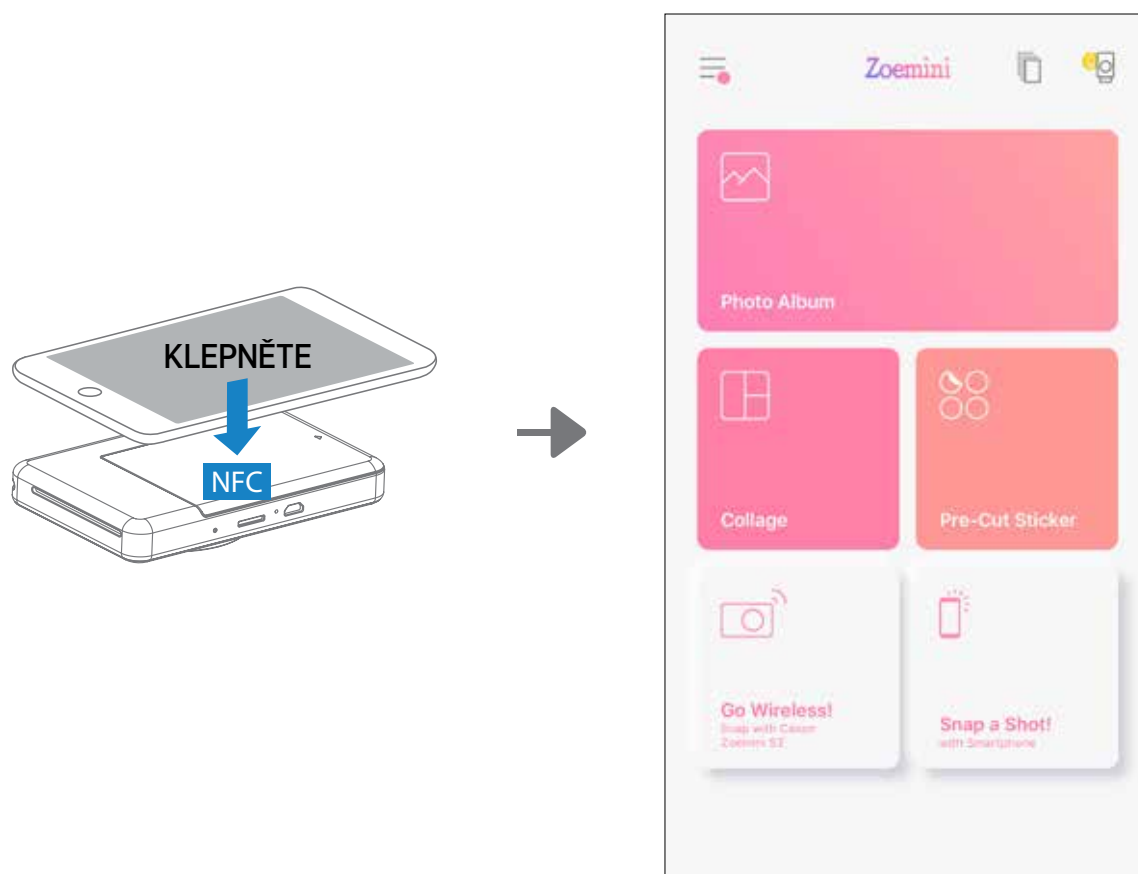 KLEPNĚTE
NFC
Zoemini
Photo Album
Collage
Pre-Cut Sticker
Go Wireless!
Snap with Canon
Zoemini S2
Snap a Shot!
with Smartphone